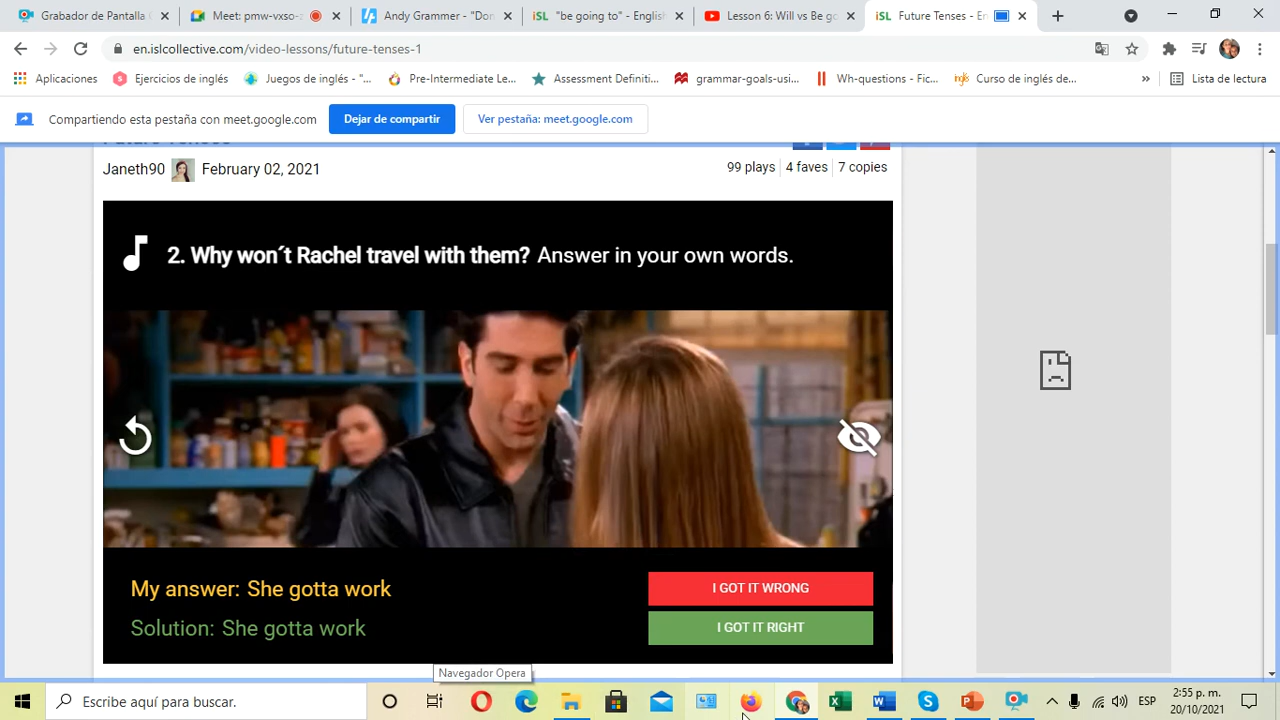 Grabador de Pantalla G
Meet: pmw-vxso-z
Andy Grammer - "Don
"be going to" - English
Lesson 6: Will vs Be go
Future Tenses - En
en.islcollective.com/video-lessons/future-tenses-1
Aplicaciones
Ejercicios de inglés
Juegos de inglés - "...
Pre-Intermediate Le...
Assessment Definiti...
grammar-goals-usi...
Wh-questions - Fic...
Curso de inglés de...
»
Lista de lectura
Compartiendo esta pestaña con meet.google.com
Dejar de compartir
Ver pestaña: meet.google.com
Future Tenses
Janeth90
February 02, 2021
99 plays
4 faves
7 copies
2. Why won´t Rachel travel with them? Answer in your own words.
My answer: She gotta work
I GOT IT WRONG
Solution: She gotta work
I GOT IT RIGHT
Navegador Opera
Escribe aquí para buscar.
ESP
2:55 p. m.
20/10/2021